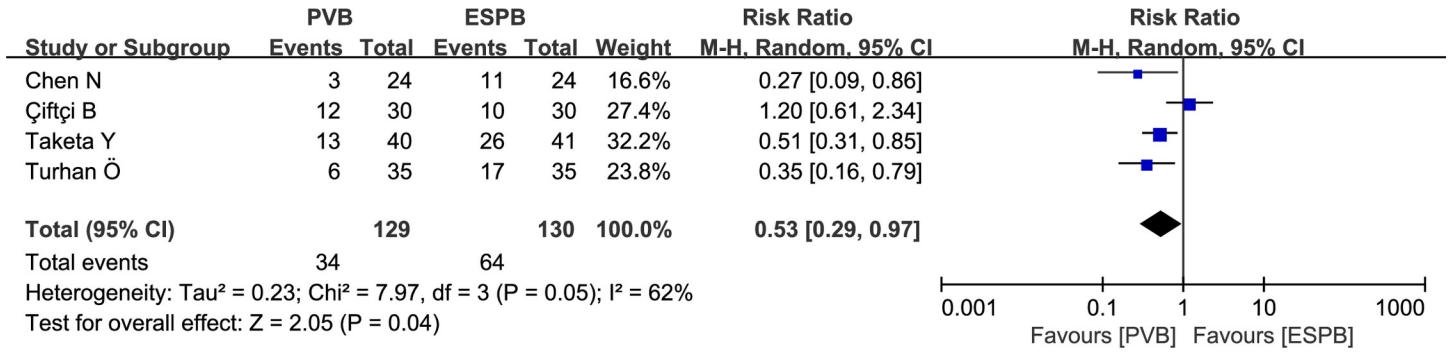 PVB ESPB Risk Ratio Risk Ratio
Study or Subgroup Events Total Events Total Weight M-H, Random, 95% CI M-H, Random, 95% CI
Chen N 3 24 11 24 16.6% 0.27 [0.09, 0.86]
Çiftçi B 12 30 10 30 27.4% 1.20 [0.61, 2.34]
Taketa Y 13 40 26 41 32.2% 0.51 [0.31, 0.85]
Turhan Ö 6 35 17 35 23.8% 0.35 [0.16, 0.79]
Total (95% CI) 129 130 100.0% 0.53 [0.29, 0.97]
Total events 34 64
Heterogeneity: Tau² = 0.23; Chi² = 7.97, df = 3 (P = 0.05); I² = 62%
Test for overall effect: Z = 2.05 (P = 0.04)
0.001 0.1 1 10 1000
Favours [PVB] Favours [ESPB]